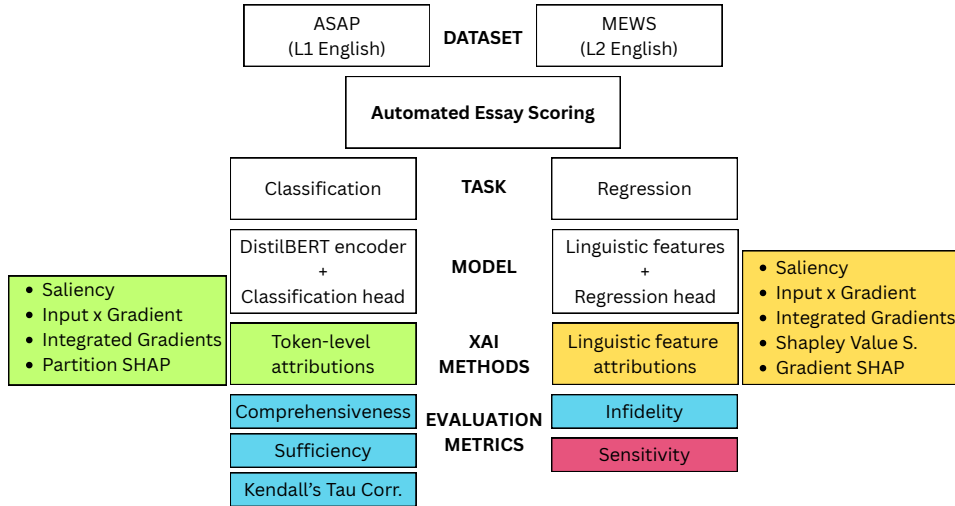 ASAP
(L1 English)
DATASET
MEWS
(L2 English)
Automated Essay Scoring
Classification
TASK
Regression
DistilBERT encoder
+
Classification head
MODEL
Linguistic features
+
Regression head
• Saliency
• Input x Gradient
• Integrated Gradients
• Partition SHAP
Token-level
attributions
XAI
METHODS
Linguistic feature
attributions
• Saliency
• Input x Gradient
• Integrated Gradients
• Shapley Value S.
• Gradient SHAP
Comprehensiveness
Sufficiency
Kendall's Tau Corr.
EVALUATION
METRICS
Infidelity
Sensitivity